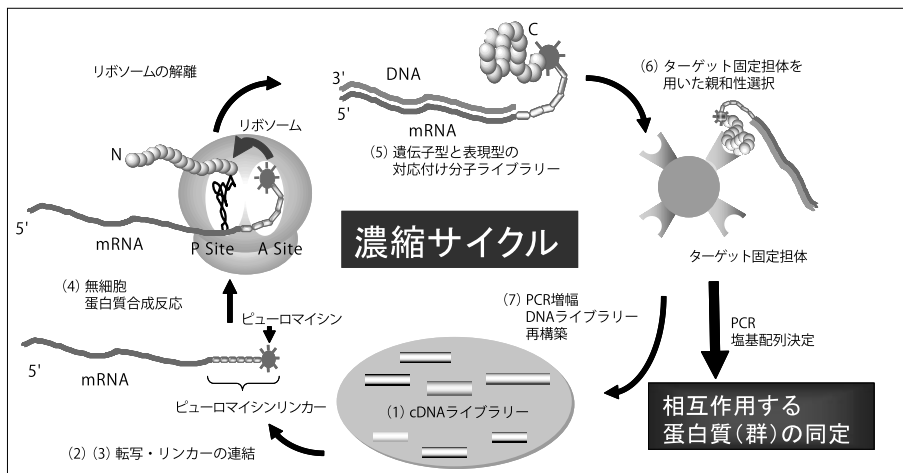 リボソームの解離
3'
DNA
C
5'
mRNA
(5) 遺伝子型と表現型の
対応付け分子ライブラリー
(6) ターゲット固定担体を
用いた親和性選択
リボソーム
N
5'
mRNA
P Site
A Site
濃縮サイクル
ターゲット固定担体
(4) 無細胞
蛋白質合成反応
ピューロマイシン
5'
mRNA
ピューロマイシンリンカー
(2) (3) 転写・リンカーの連結
(1) cDNAライブラリー
(7) PCR増幅
DNAライブラリー
再構築
PCR
塩基配列決定
相互作用する
蛋白質(群)の同定